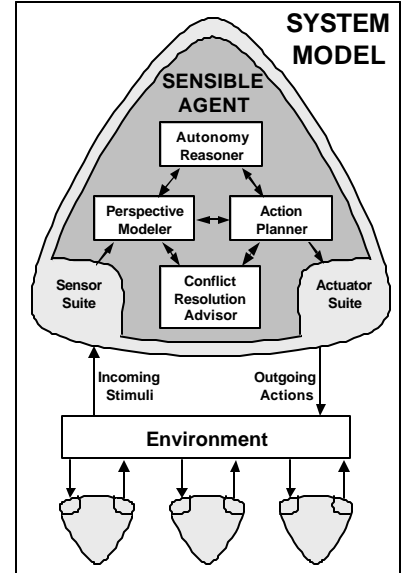 SYSTEM
MODEL
SENSIBLE
AGENT
Autonomy
Reasoner
Perspective
Modeler
Action
Planner
Sensor
Suite
Conflict
Resolution
Advisor
Actuator
Suite
Incoming
Stimuli
Outgoing
Actions
Environment